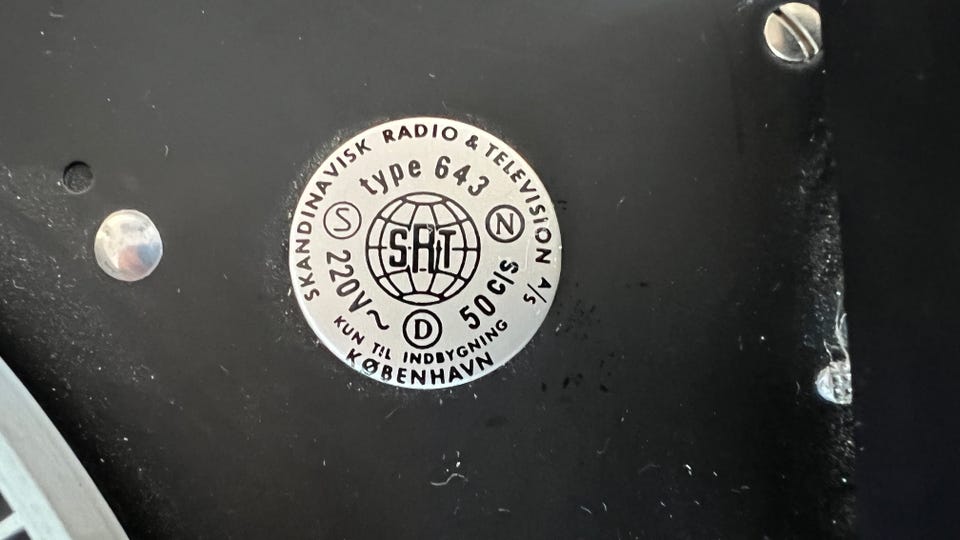 SKANDINAVISK RADIO & TELEVISION A/S
type 643
S
N
SRT
220V~
50 c/s
D
KUN TIL INDBYGNING
KØBENHAVN